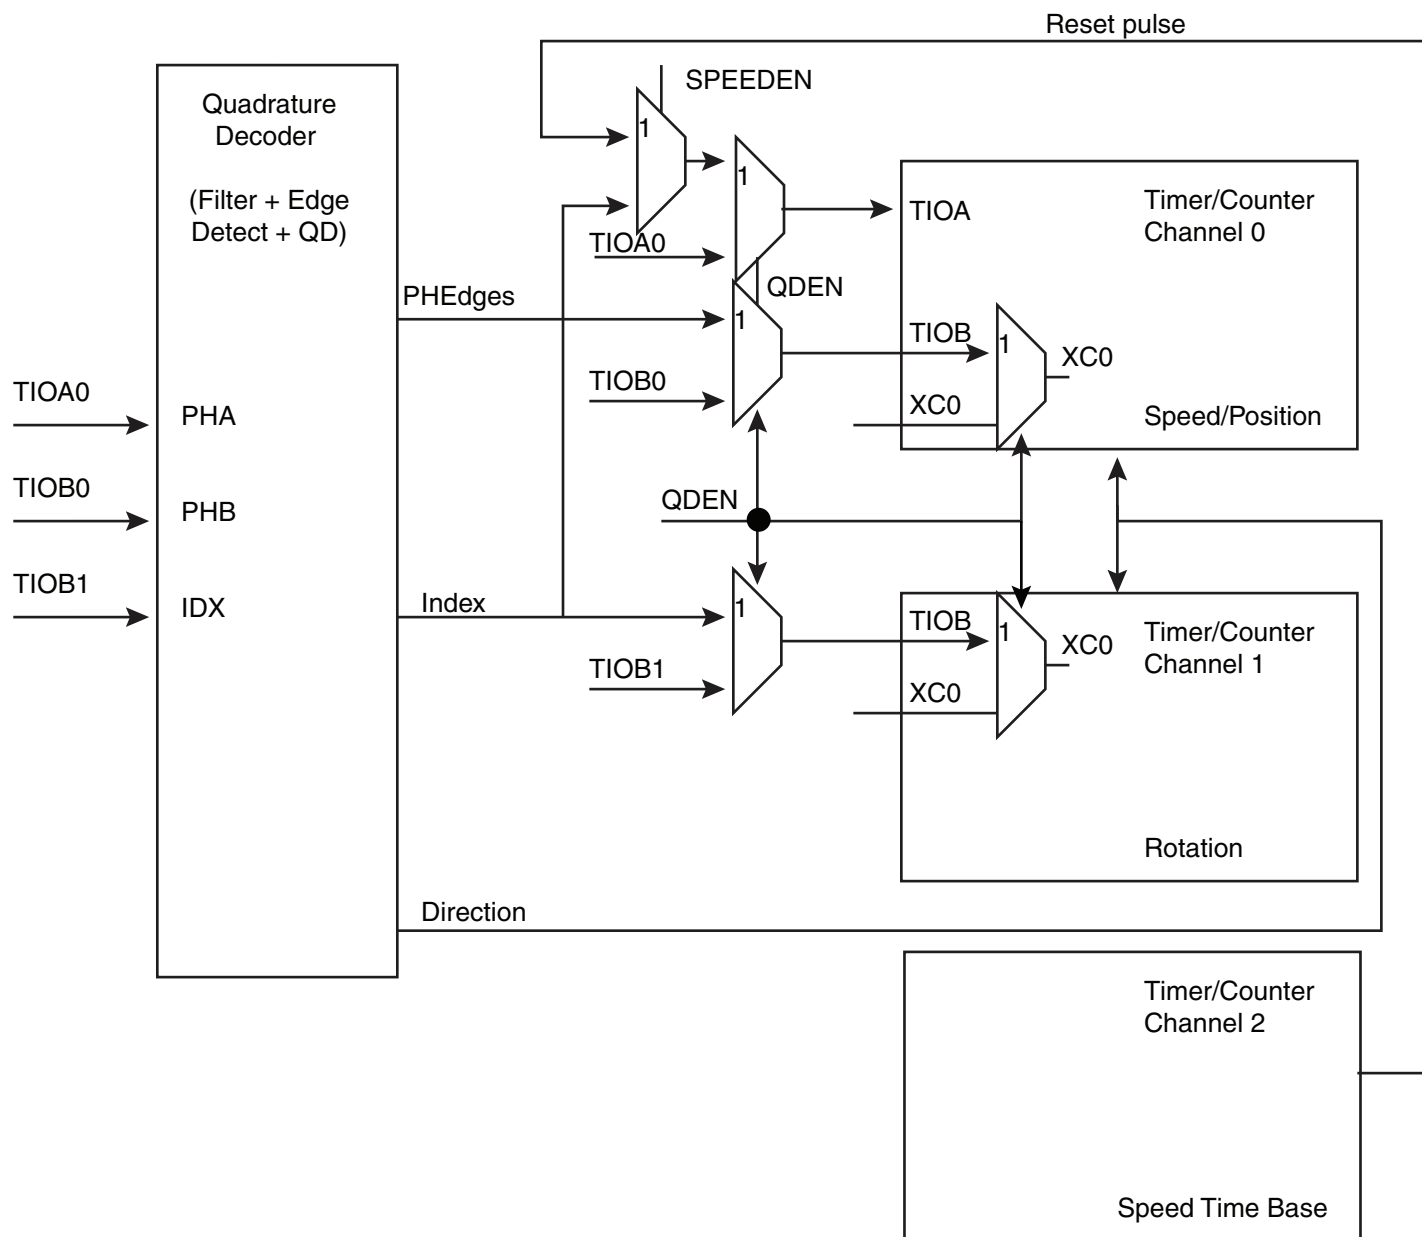 Reset pulse
SPEEDEN
Quadrature
Decoder
(Filter + Edge
Detect + QD)
1
1
TIOA0
TIOA
Timer/Counter
Channel 0
QDEN
PHEdges
1
TIOB
1
XC0
TIOB0
XC0
Speed/Position
TIOA0
PHA
TIOB0
PHB
QDEN
TIOB1
IDX
Index
1
TIOB
1
XC0
Timer/Counter
Channel 1
TIOB1
XC0
Rotation
Direction
Timer/Counter
Channel 2
Speed Time Base